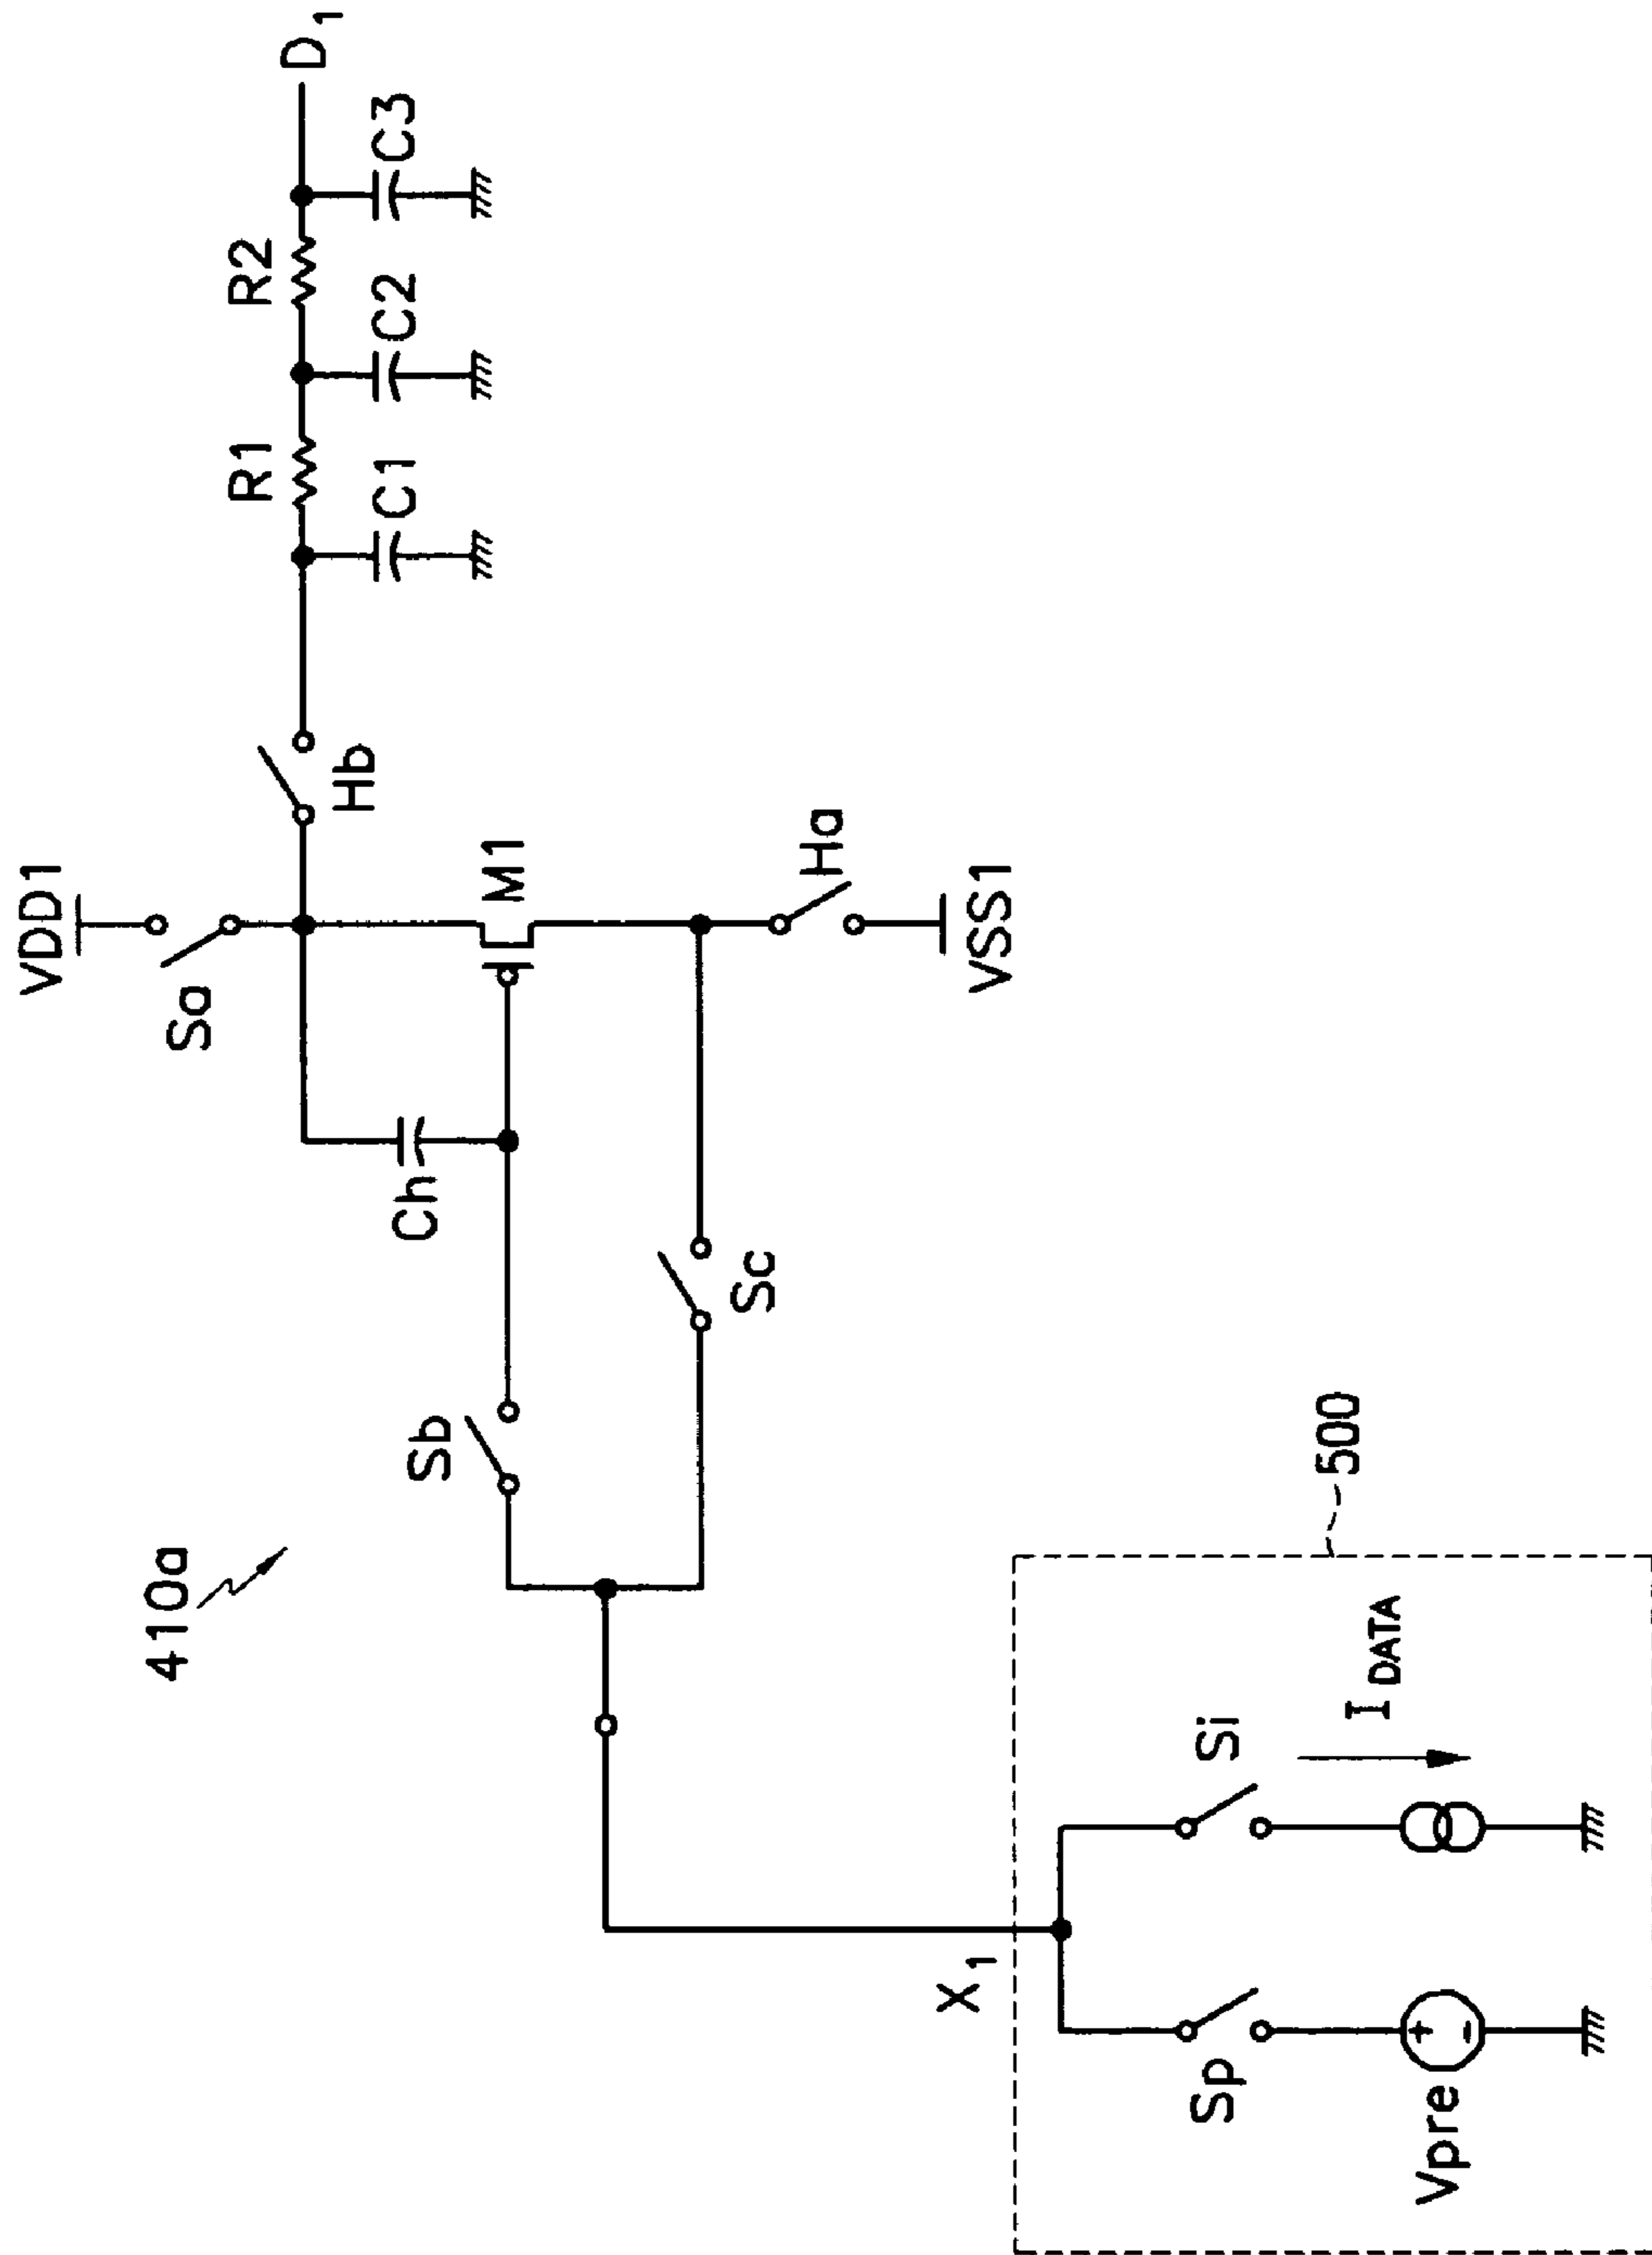 VDD1
D1
R1
R2
C1
C2
C3
Sa
Hb
M1
Ha
VSS1
Ch
Sb
Sc
410a
500
X1
Si
IDATA
Sp
Vpre
+
-